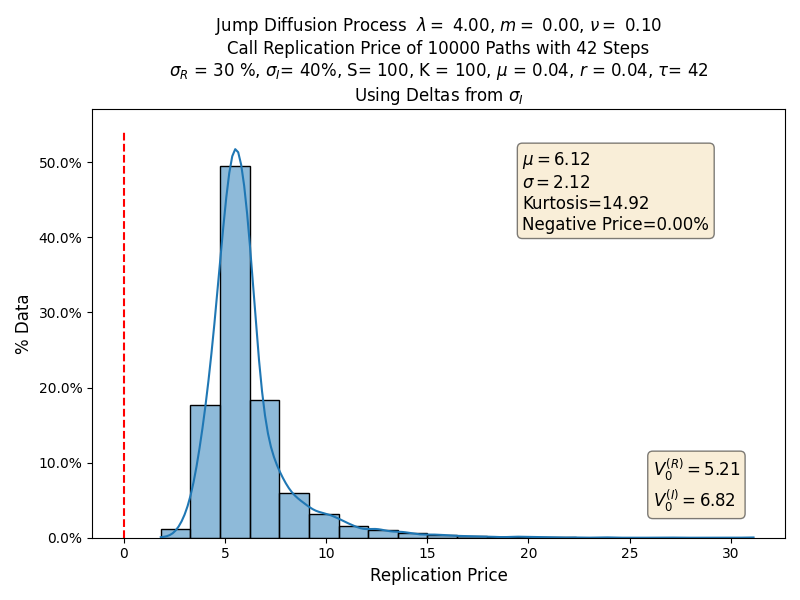 Jump Diffusion Process λ = 4.00, m = 0.00, ν = 0.10
Call Replication Price of 10000 Paths with 42 Steps
σ_R = 30 %, σ_I= 40%, S= 100, K = 100, μ = 0.04, r = 0.04, τ= 42
Using Deltas from σ_I
μ = 6.12
σ = 2.12
Kurtosis=14.92
Negative Price=0.00%
% Data
50.0%
40.0%
30.0%
20.0%
10.0%
0.0%
V_0^(R) = 5.21
V_0^(I) = 6.82
0 5 10 15 20 25 30
Replication Price